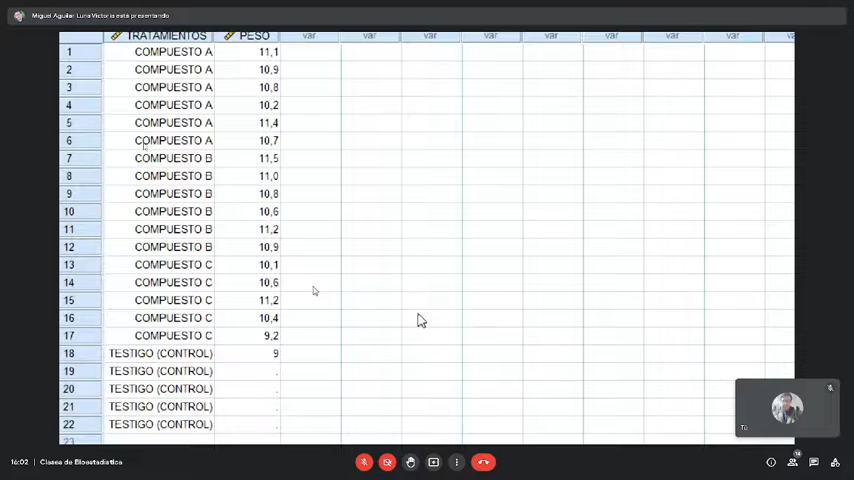 Miguel Aguilar Luna Victoria está presentando
TRATAMIENTOS PESO var var var var var var var var
1 COMPUESTO A 11,1
2 COMPUESTO A 10,9
3 COMPUESTO A 10,8
4 COMPUESTO A 10,2
5 COMPUESTO A 11,4
6 COMPUESTO A 10,7
7 COMPUESTO B 11,5
8 COMPUESTO B 11,0
9 COMPUESTO B 10,8
10 COMPUESTO B 10,6
11 COMPUESTO B 11,2
12 COMPUESTO B 10,9
13 COMPUESTO C 10,1
14 COMPUESTO C 10,6
15 COMPUESTO C 11,2
16 COMPUESTO C 10,4
17 COMPUESTO C 9,2
18 TESTIGO (CONTROL) 9
19 TESTIGO (CONTROL) .
20 TESTIGO (CONTROL) .
21 TESTIGO (CONTROL) .
22 TESTIGO (CONTROL) .
23
Tú
16:02 | Clases de Bioestadística
14